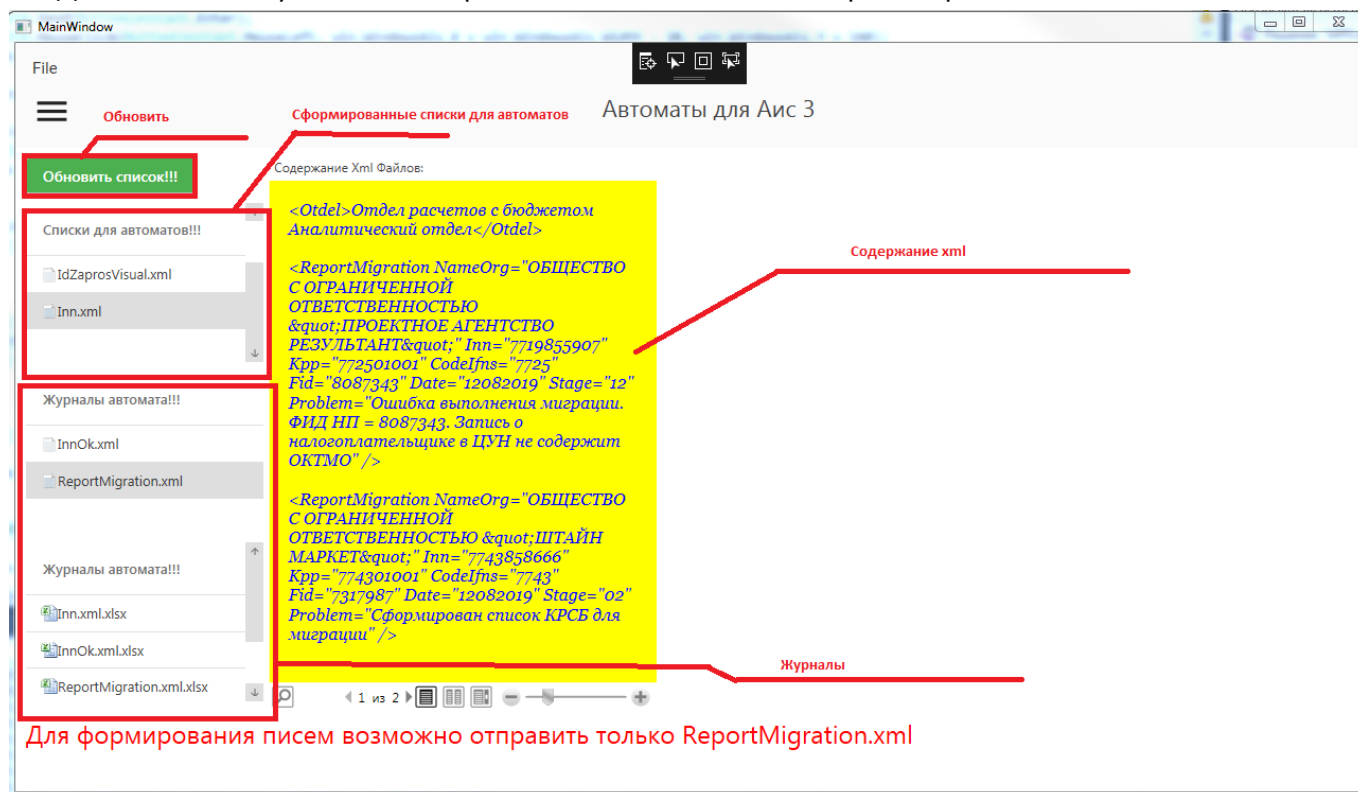 MainWindow
File
Обновить
Сформированные списки для автоматов
Автоматы для Аис 3
Обновить список!!!
Содержание Xml Файлов:
Списки для автоматов!!!
IdZaprosVisual.xml
Inn.xml
Журналы автомата!!!
InnOk.xml
ReportMigration.xml
Журналы автомата!!!
Inn.xml.xlsx
InnOk.xml.xlsx
ReportMigration.xml.xlsx
<Otdel>Отдел расчетов с бюджетом
Аналитический отдел</Otdel>
<ReportMigration NameOrg="ОБЩЕСТВО
С ОГРАНИЧЕННОЙ
ОТВЕТСТВЕННОСТЬЮ
&quot;ПРОЕКТНОЕ АГЕНТСТВО
РЕЗУЛЬТАНТ&quot;" Inn="7719855907"
Kpp="772501001" CodeIfns="7725"
Fid="8087343" Date="12082019" Stage="12"
Problem="Ошибка выполнения миграции.
ФИД НП = 8087343. Запись о
налогоплательщике в ЦУН не содержит
ОКТМО" />
<ReportMigration NameOrg="ОБЩЕСТВО
С ОГРАНИЧЕННОЙ
ОТВЕТСТВЕННОСТЬЮ &quot;ШТАЙН
МАРКЕТ&quot;" Inn="7743858666"
Kpp="774301001" CodeIfns="7743"
Fid="7317987" Date="12082019" Stage="02"
Problem="Сформирован список КРСБ для
миграции" />
1 из 2
Содержание xml
Журналы
Для формирования писем возможно отправить только ReportMigration.xml